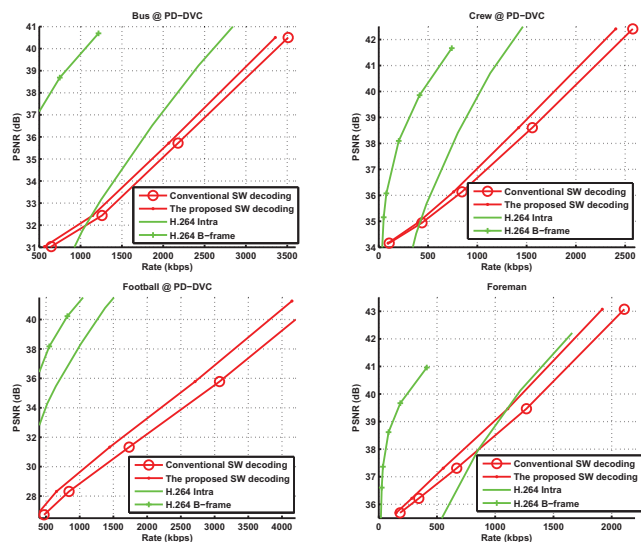 Bus @ PD−DVC
41
40
39
38
37
36
35
34
33
32
31
500 1000 1500 2000 2500 3000 3500
PSNR (dB)
Rate (kbps)
Conventional SW decoding
The proposed SW decoding
H.264 Intra
H.264 B−frame
Crew @ PD−DVC
42
41
40
39
38
37
36
35
34
0 500 1000 1500 2000 2500
PSNR (dB)
Rate (kbps)
Conventional SW decoding
The proposed SW decoding
H.264 Intra
H.264 B−frame
Football @ PD−DVC
40
38
36
34
32
30
28
500 1000 1500 2000 2500 3000 3500 4000
PSNR (dB)
Rate (kbps)
Conventional SW decoding
The proposed SW decoding
H.264 Intra
H.264 B−frame
Foreman
43
42
41
40
39
38
37
36
0 500 1000 1500 2000
PSNR (dB)
Rate (kbps)
Conventional SW decoding
The proposed SW decoding
H.264 Intra
H.264 B−frame